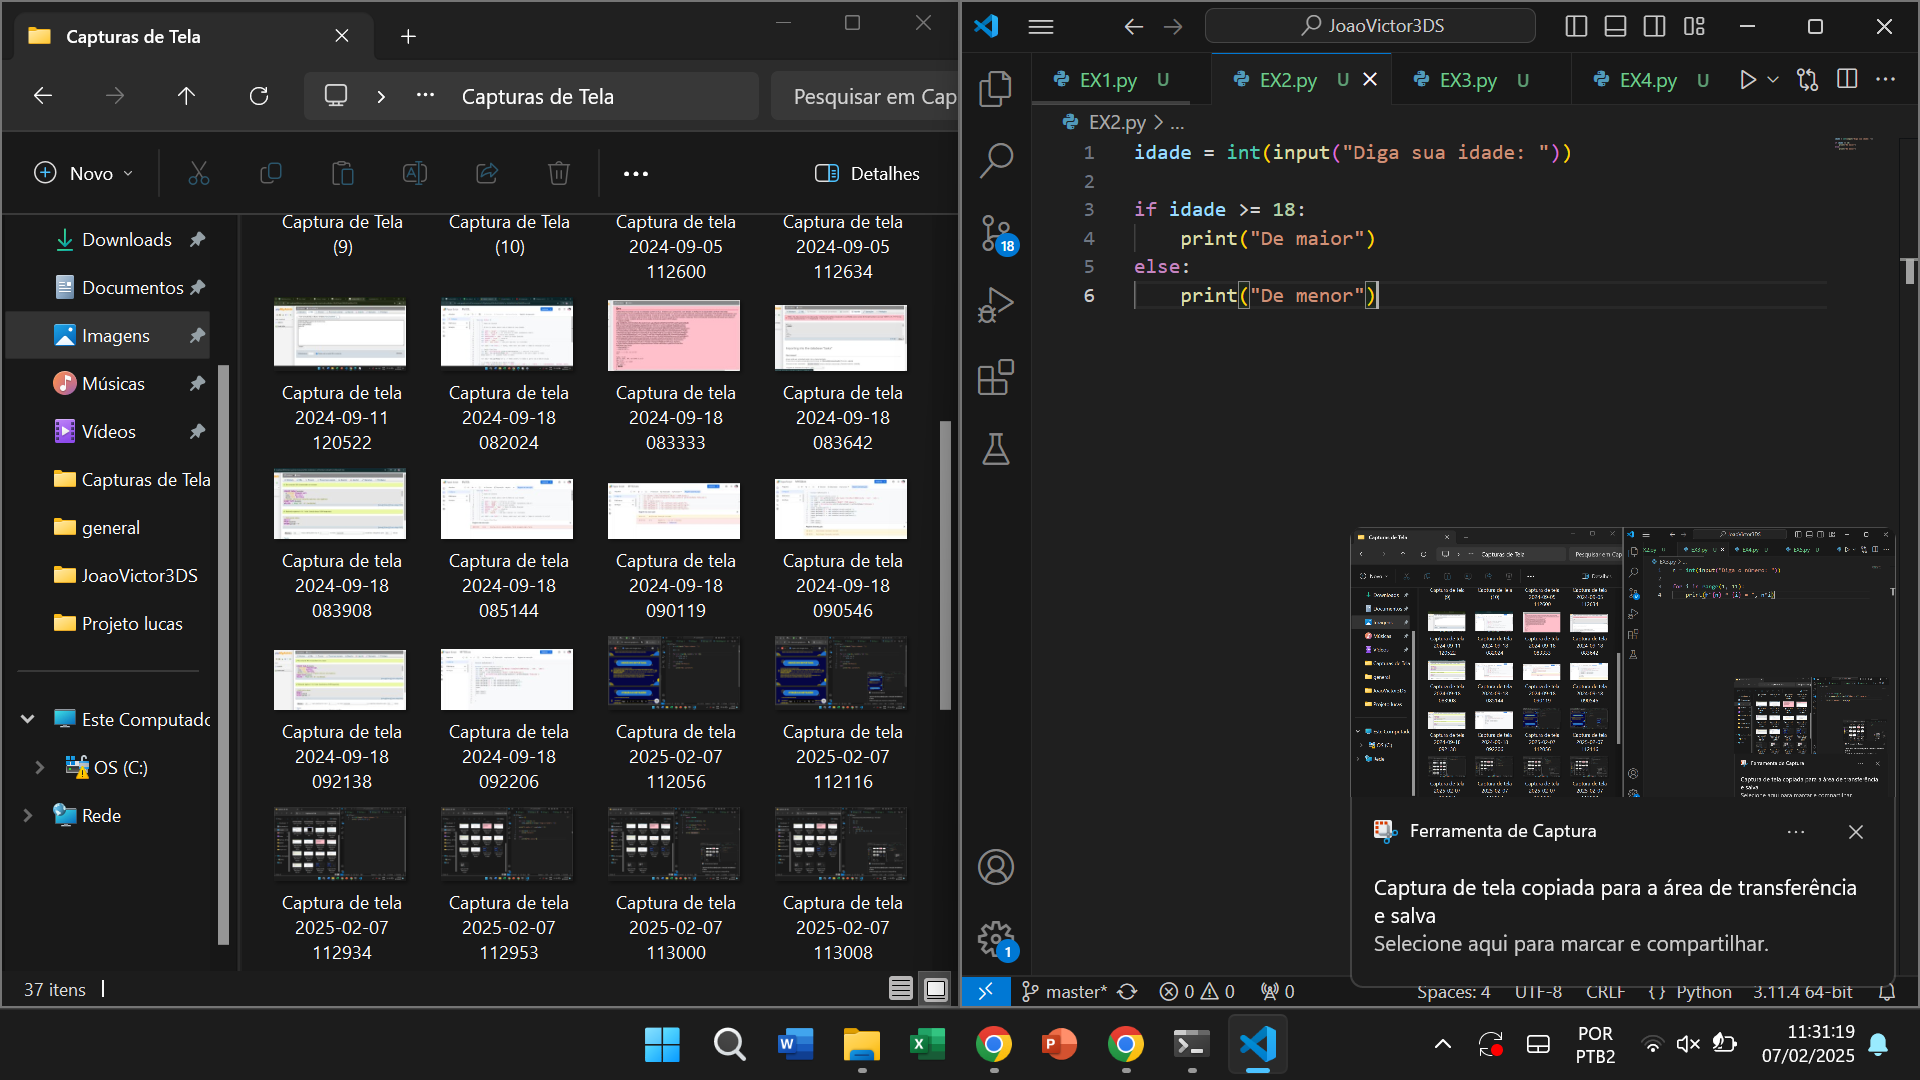 Capturas de Tela
Capturas de Tela
Pesquisar em Cap
Novo
Detalhes
Downloads
Documentos
Imagens
Músicas
Vídeos
Capturas de Tela
general
JoaoVictor3DS
Projeto lucas
Este Computado
OS (C:)
Rede
Captura de Tela
(9)
Captura de Tela
(10)
Captura de tela
2024-09-05
112600
Captura de tela
2024-09-05
112634
Captura de tela
2024-09-11
120522
Captura de tela
2024-09-18
082024
Captura de tela
2024-09-18
083333
Captura de tela
2024-09-18
083642
Captura de tela
2024-09-18
083908
Captura de tela
2024-09-18
085144
Captura de tela
2024-09-18
090119
Captura de tela
2024-09-18
090546
Captura de tela
2024-09-18
092138
Captura de tela
2024-09-18
092206
Captura de tela
2025-02-07
112056
Captura de tela
2025-02-07
112116
Captura de tela
2025-02-07
112934
Captura de tela
2025-02-07
112953
Captura de tela
2025-02-07
113000
Captura de tela
2025-02-07
113008
37 itens
JoaoVictor3DS
EX1.py U
EX2.py U
EX3.py U
EX4.py U
EX2.py > ...
1 idade = int(input("Diga sua idade: "))
2
3 if idade >= 18:
4 print("De maior")
5 else:
6 print("De menor")
18
1
Ferramenta de Captura
Captura de tela copiada para a área de transferência
e salva
Selecione aqui para marcar e compartilhar.
master* 0 0 0
Spaces: 4 UTF-8 CRLF {} Python 3.11.4 64-bit
POR
PTB2
11:31:19
07/02/2025